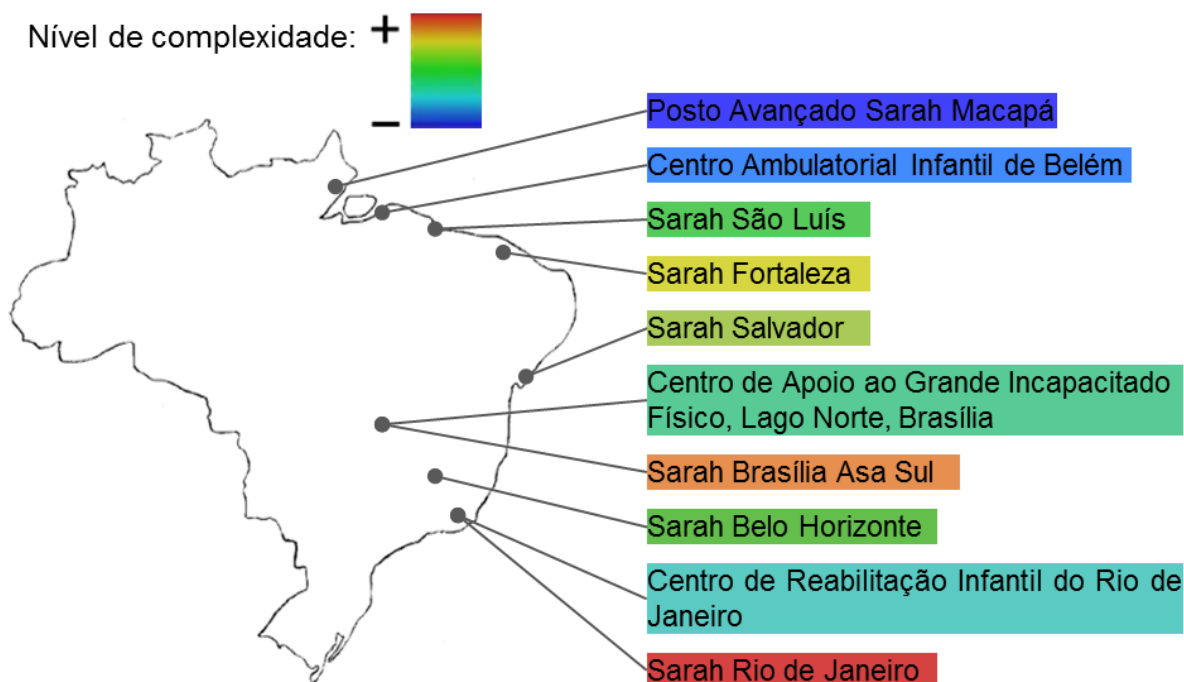 Nível de complexidade: +
−
Posto Avançado Sarah Macapá
Centro Ambulatorial Infantil de Belém
Sarah São Luís
Sarah Fortaleza
Sarah Salvador
Centro de Apoio ao Grande Incapacitado
Físico, Lago Norte, Brasília
Sarah Brasília Asa Sul
Sarah Belo Horizonte
Centro de Reabilitação Infantil do Rio de
Janeiro
Sarah Rio de Janeiro